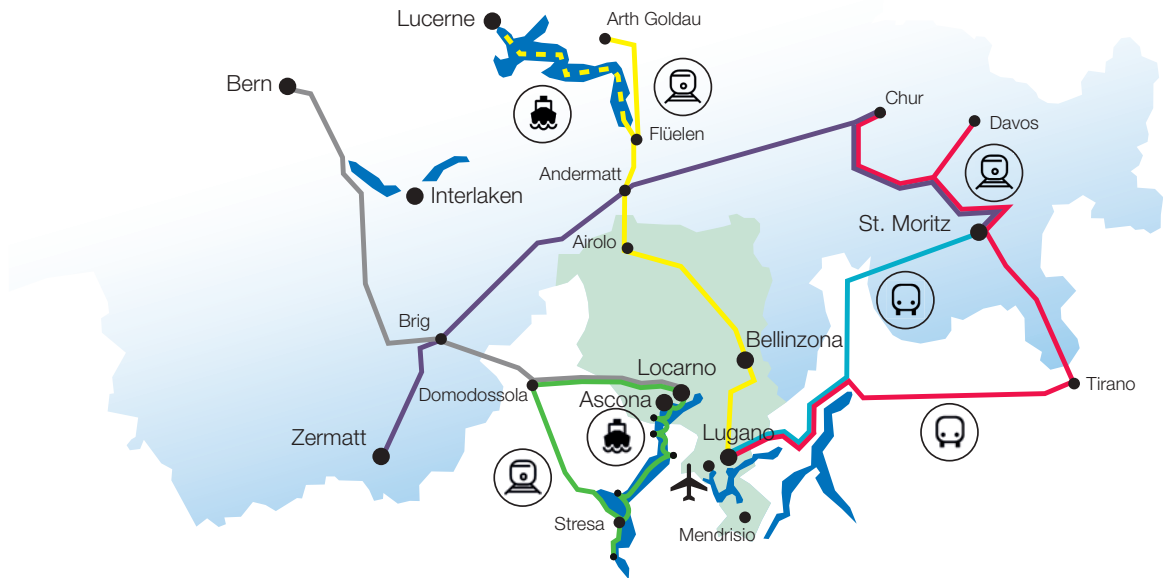 Lucerne
Arth Goldau
Bern
Chur
Davos
Flüelen
Andermatt
Interlaken
St. Moritz
Airolo
Brig
Bellinzona
Locarno
Domodossola
Ascona
Tirano
Zermatt
Lugano
Stresa
Mendrisio